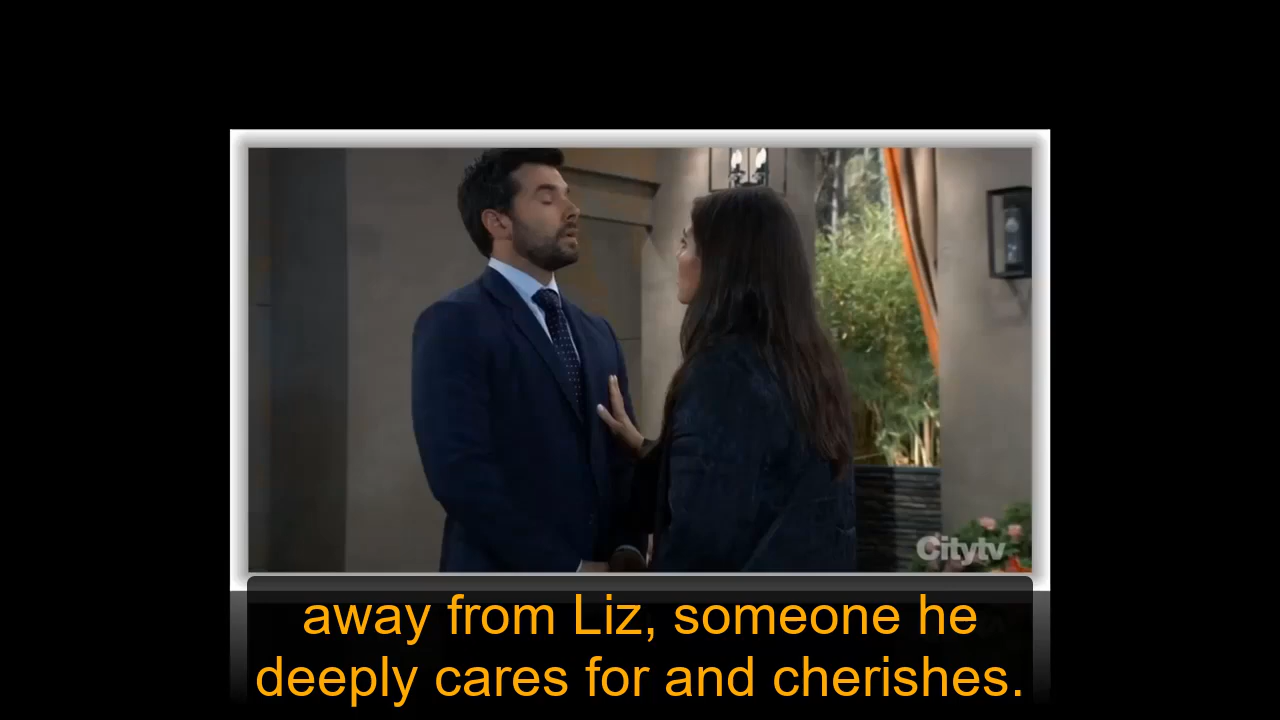 Citytv
away from Liz, someone he
deeply cares for and cherishes.